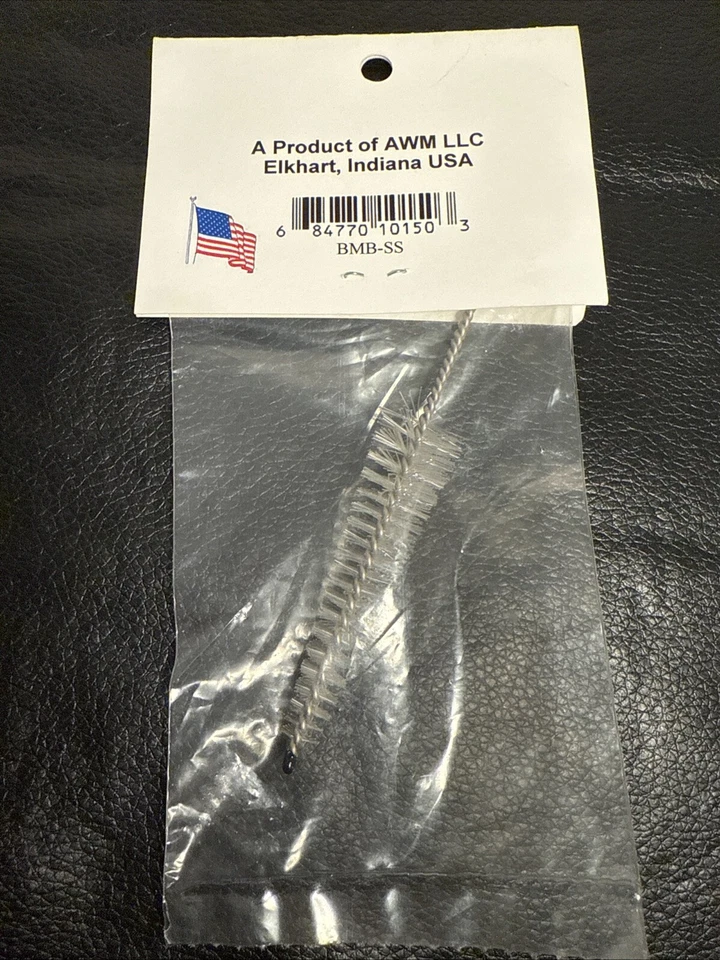 A Product of AWM LLC
Elkhart, Indiana USA
6 84770 10150 3
BMB-SS